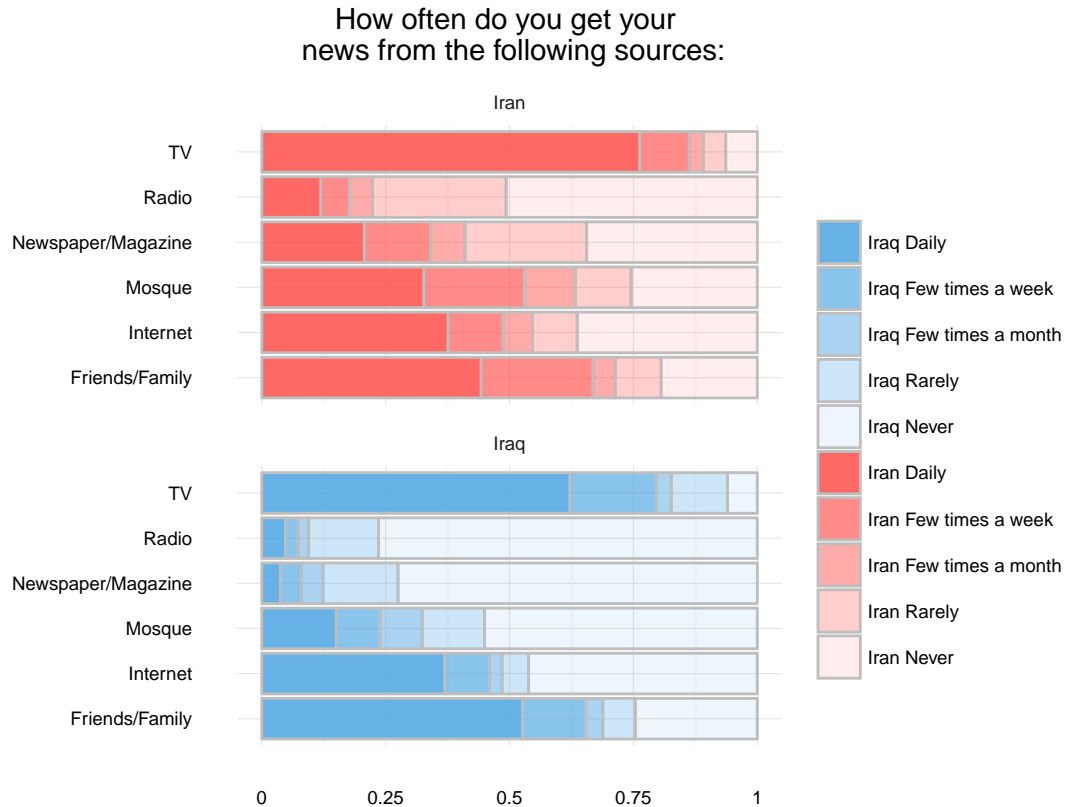 How often do you get your
news from the following sources:
Iran
TV
Radio
Newspaper/Magazine
Mosque
Internet
Friends/Family
Iraq
TV
Radio
Newspaper/Magazine
Mosque
Internet
Friends/Family
0 0.25 0.5 0.75 1
Iraq Daily
Iraq Few times a week
Iraq Few times a month
Iraq Rarely
Iraq Never
Iran Daily
Iran Few times a week
Iran Few times a month
Iran Rarely
Iran Never